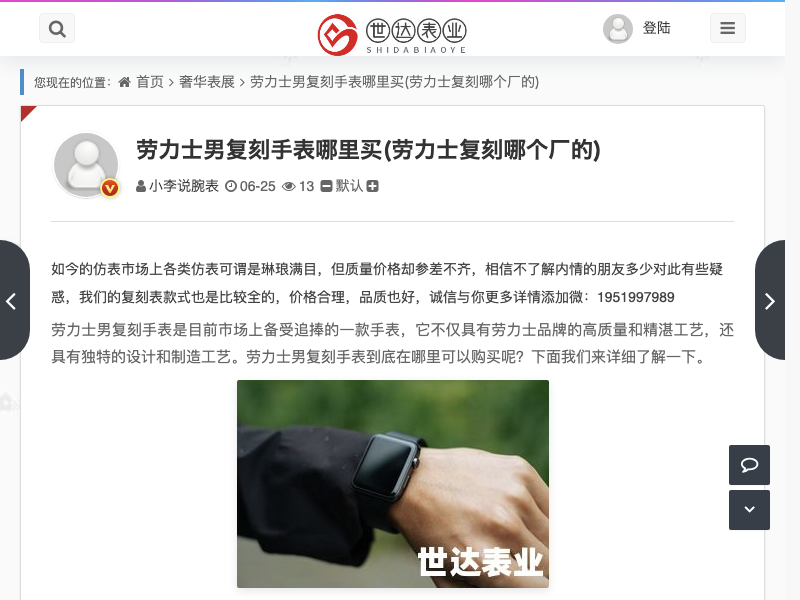 世达表业
SHIDABIAOYE
登陆
您现在的位置: 首页 > 奢华表展 > 劳力士男复刻手表哪里买(劳力士复刻哪个厂的)
劳力士男复刻手表哪里买(劳力士复刻哪个厂的)
小李说腕表 06-25 13 默认
如今的仿表市场上各类仿表可谓是琳琅满目，但质量价格却参差不齐，相信不了解内情的朋友多少对此有些疑
惑，我们的复刻表款式也是比较全的，价格合理，品质也好，诚信与你更多详情添加微：1951997989
劳力士男复刻手表是目前市场上备受追捧的一款手表，它不仅具有劳力士品牌的高质量和精湛工艺，还
具有独特的设计和制造工艺。劳力士男复刻手表到底在哪里可以购买呢？下面我们来详细了解一下。
世达表业